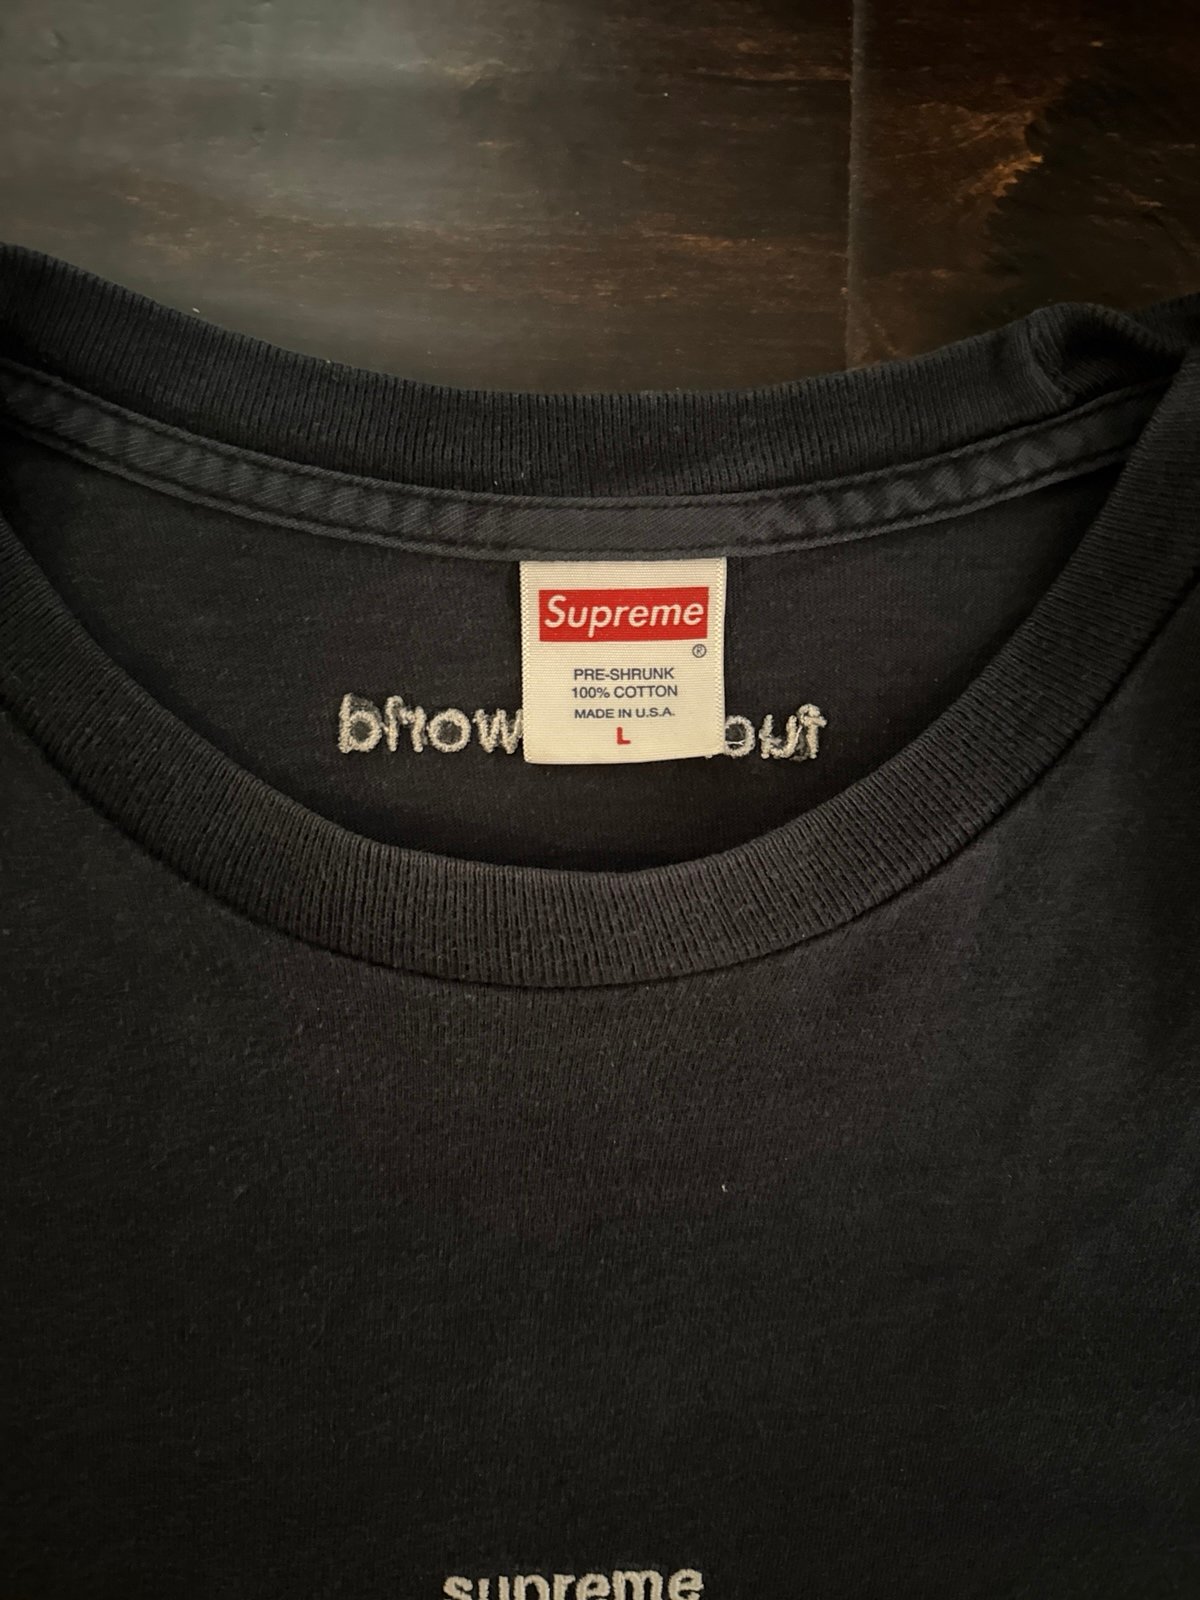 Supreme
®
PRE-SHRUNK
100% COTTON
MADE IN U.S.A.
L
supreme